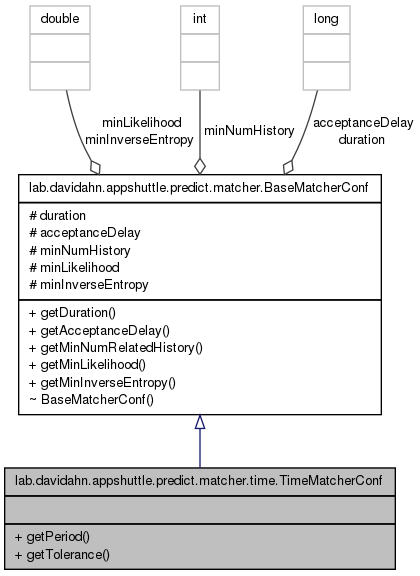 double
int
long
minLikelihood
minInverseEntropy
minNumHistory
acceptanceDelay
duration
lab.davidahn.appshuttle.predict.matcher.BaseMatcherConf
# duration
# acceptanceDelay
# minNumHistory
# minLikelihood
# minInverseEntropy
+ getDuration()
+ getAcceptanceDelay()
+ getMinNumRelatedHistory()
+ getMinLikelihood()
+ getMinInverseEntropy()
~ BaseMatcherConf()
lab.davidahn.appshuttle.predict.matcher.time.TimeMatcherConf
+ getPeriod()
+ getTolerance()